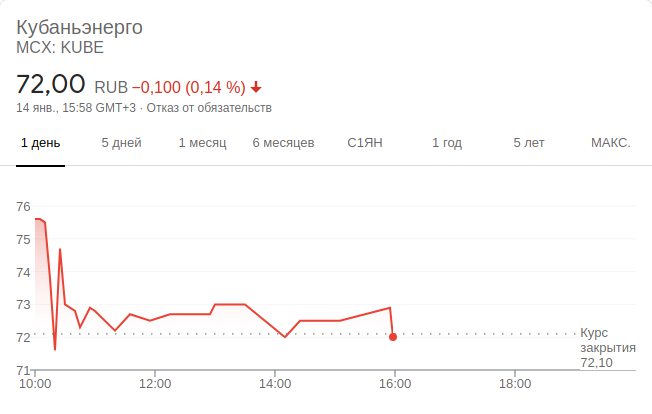 Кубаньэнерго
MCX: KUBE
72,00 RUB −0,100 (0,14 %)
14 янв., 15:58 GMT+3 · Отказ от обязательств
1 день 5 дней 1 месяц 6 месяцев С1ЯН 1 год 5 лет МАКС.
76
75
74
73
72
71
Курс
закрытия
72,10
10:00 12:00 14:00 16:00 18:00